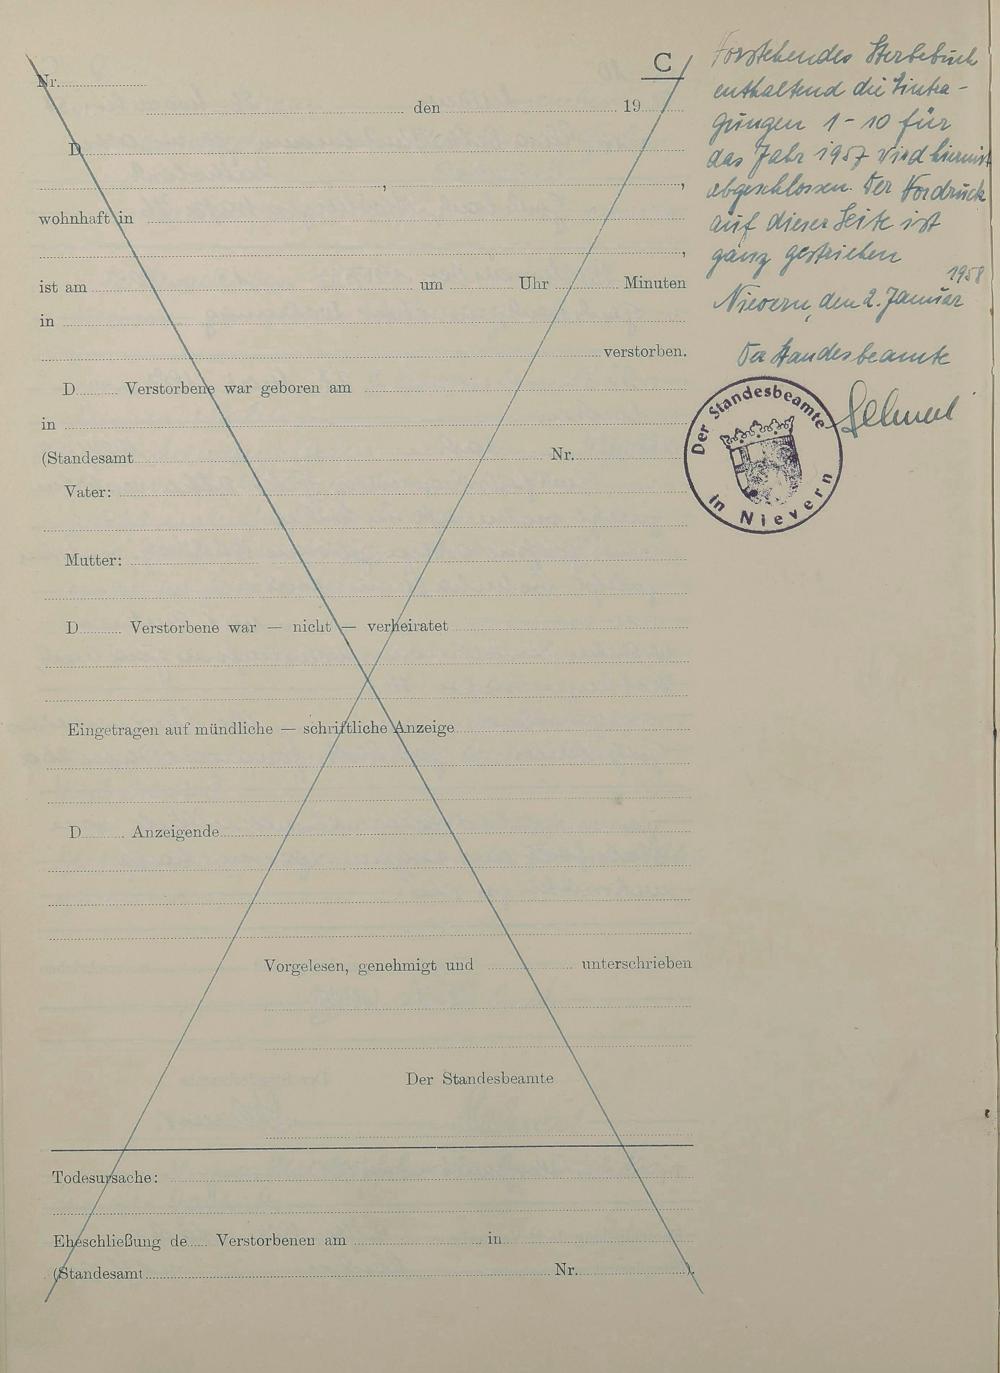 C
Nr.
den 19
D
,
,
wohnhaft in
,
ist am um Uhr Minuten
in
verstorben.
D Verstorbene war geboren am
in
(Standesamt Nr.
Vater:
Mutter:
D Verstorbene war — nicht — verheiratet
Eingetragen auf mündliche — schriftliche Anzeige
D Anzeigende
Vorgelesen, genehmigt und unterschrieben
Der Standesbeamte
Todesursache:
Eheschließung de Verstorbenen am in
(Standesamt Nr. ).
Vorstehendes Sterbebuch
enthaltend die Eintra-
gungen 1-10 für
das Jahr 1957 wird hiermit
abgeschlossen. Der Vordruck
auf dieser Seite ist
ganz gestrichen
1958
Nievern, den 2. Januar
Der Standesbeamte
Der Standesbeamte
in Nievern